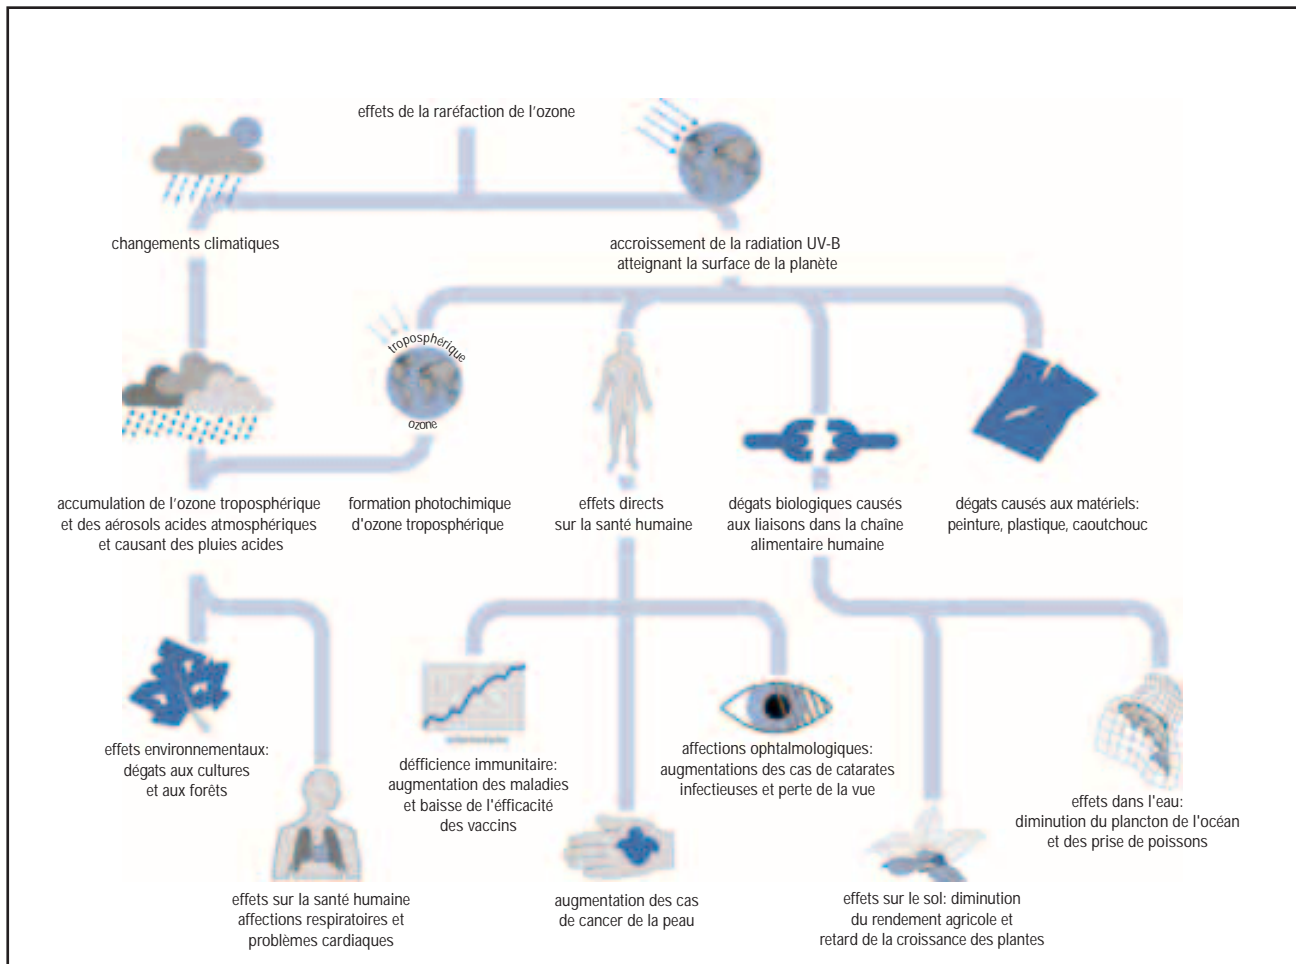 effets de la raréfaction de l'ozone
changements climatiques
accroissement de la radiation UV-B
atteignant la surface de la planète
troposphérique
ozone
accumulation de l'ozone troposphérique
et des aérosols acides atmosphériques
et causant des pluies acides
formation photochimique
d'ozone troposphérique
effets directs
sur la santé humaine
dégats biologiques causés
aux liaisons dans la chaîne
alimentaire humaine
dégats causés aux matériels:
peinture, plastique, caoutchouc
effets environnementaux:
dégats aux cultures
et aux forêts
défficience immunitaire:
augmentation des maladies
et baisse de l'éfficacité
des vaccins
affections ophtalmologiques:
augmentations des cas de catarates
infectieuses et perte de la vue
effets dans l'eau:
diminution du plancton de l'océan
et des prise de poissons
effets sur la santé humaine
affections respiratoires et
problèmes cardiaques
augmentation des cas
de cancer de la peau
effets sur le sol: diminution
du rendement agricole et
retard de la croissance des plantes